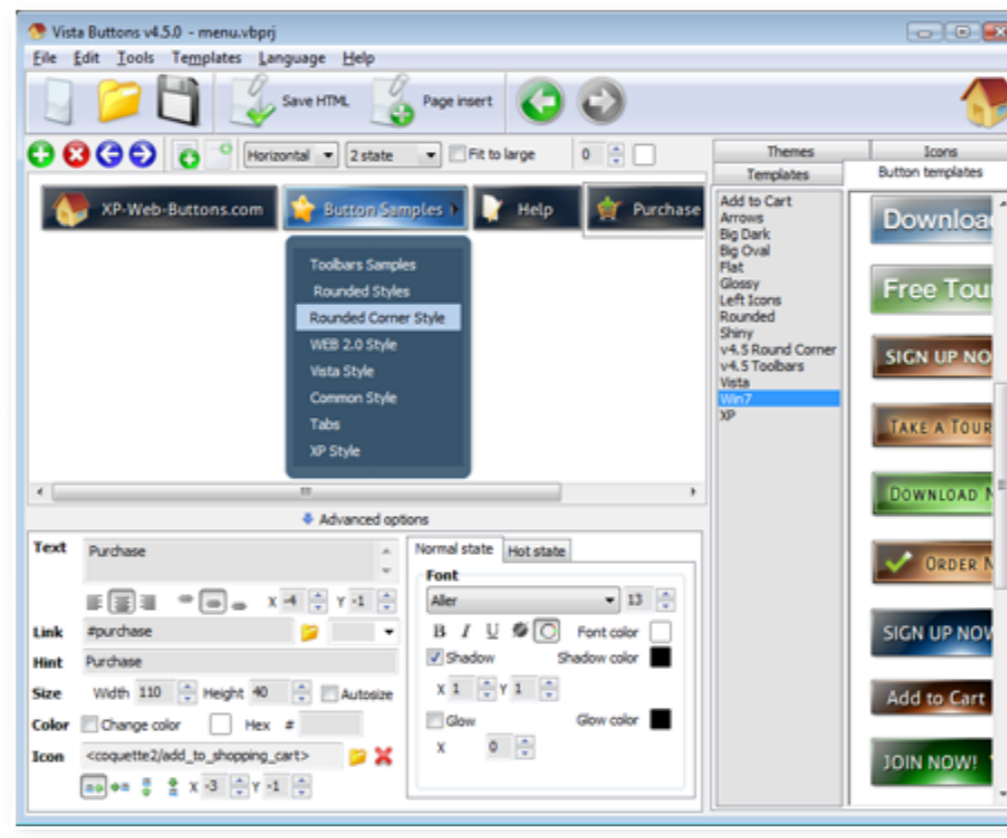 Vista Buttons v4.5.0 - menu.vbprj
File Edit Tools Templates Language Help
Save HTML Page insert
Horizontal 2 state Fit to large 0
XP-Web-Buttons.com Button Samples Help Purchase
Toolbars Samples
Rounded Styles
Rounded Corner Style
WEB 2.0 Style
Vista Style
Common Style
Tabs
XP Style
Advanced options
Text Purchase
X -4 Y -1
Link #purchase
Hint Purchase
Size Width 110 Height 40 Autosize
Color Change color Hex #
Icon <coquette2/add_to_shopping_cart>
X -3 Y -1
Normal state Hot state
Font
Aller 13
B I U Font color
Shadow Shadow color
X 1 Y 1
Glow Glow color
X 0
Themes Icons
Templates Button templates
Add to Cart
Arrows
Big Dark
Big Oval
Flat
Glossy
Left Icons
Rounded
Shiny
v4.5 Round Corner
v4.5 Toolbars
Vista
Win7
XP
Downloa
Free Tou
SIGN UP NO
TAKE A TOUR
DOWNLOAD N
ORDER N
SIGN UP NOW
Add to Cart
JOIN NOW!